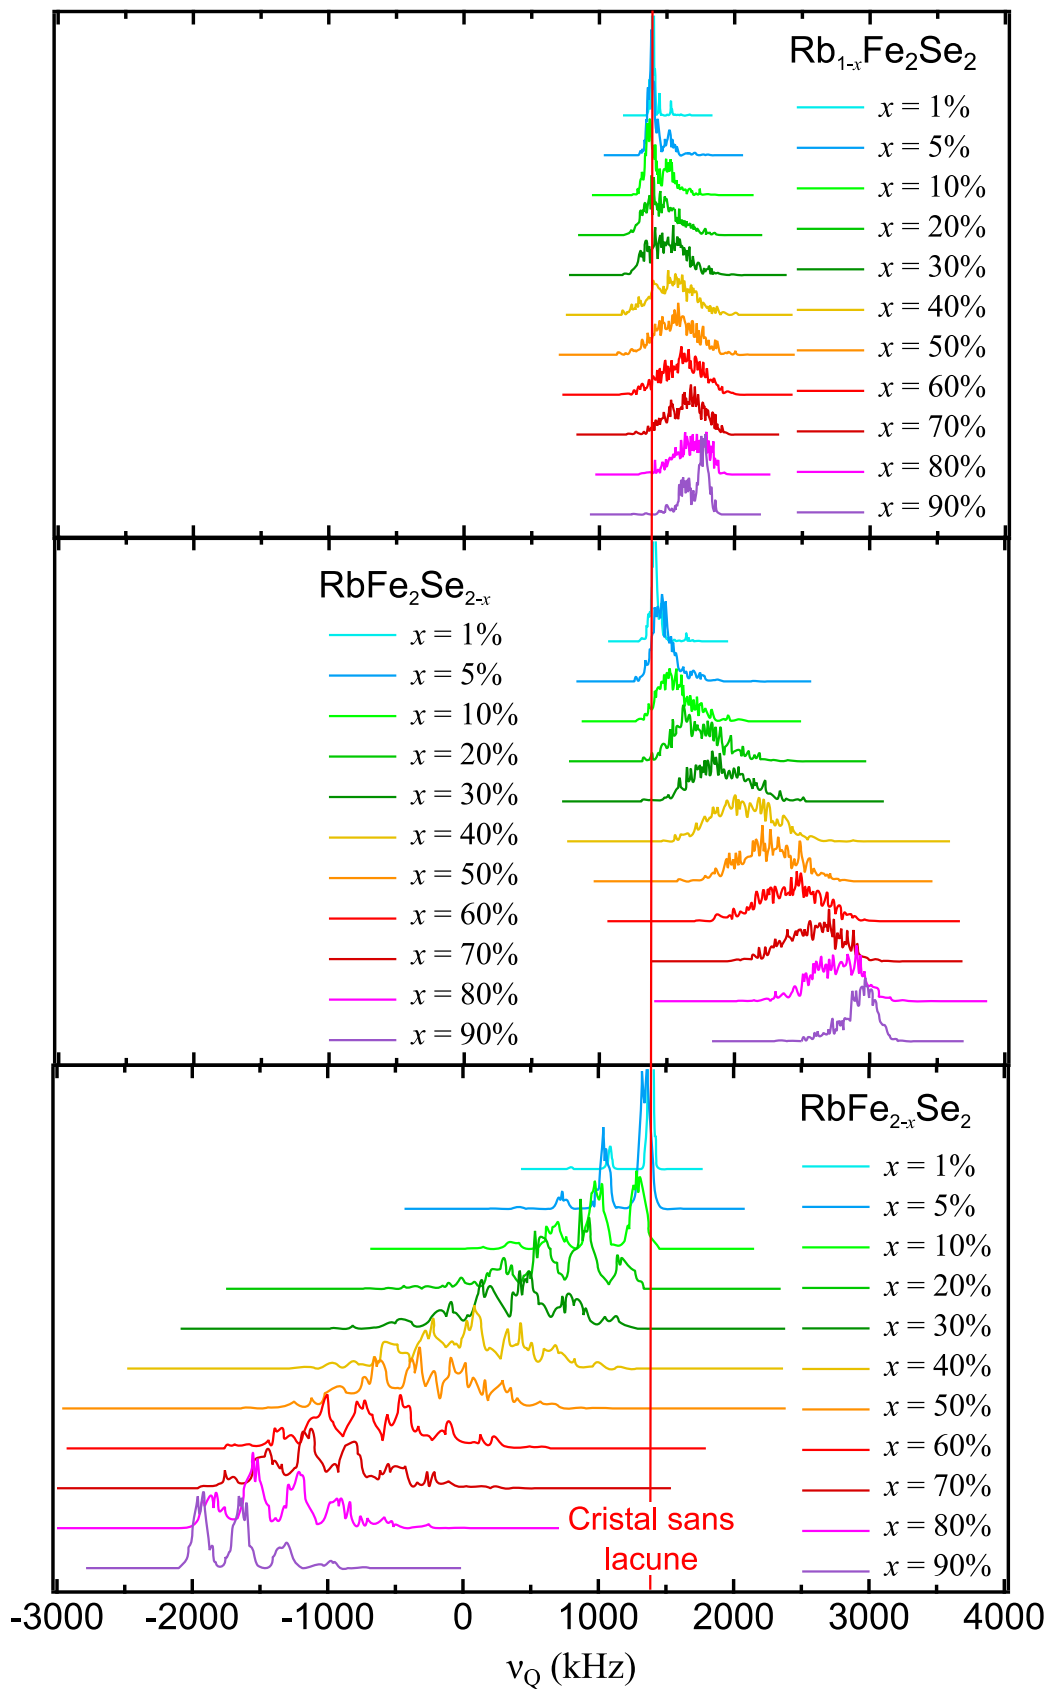 Rb₁₋ₓFe₂Se₂
x = 1%
x = 5%
x = 10%
x = 20%
x = 30%
x = 40%
x = 50%
x = 60%
x = 70%
x = 80%
x = 90%
RbFe₂Se₂₋ₓ
x = 1%
x = 5%
x = 10%
x = 20%
x = 30%
x = 40%
x = 50%
x = 60%
x = 70%
x = 80%
x = 90%
RbFe₂₋ₓSe₂
x = 1%
x = 5%
x = 10%
x = 20%
x = 30%
x = 40%
x = 50%
x = 60%
x = 70%
x = 80%
x = 90%
Cristal sans
lacune
-3000 -2000 -1000 0 1000 2000 3000 4000
ν_Q (kHz)